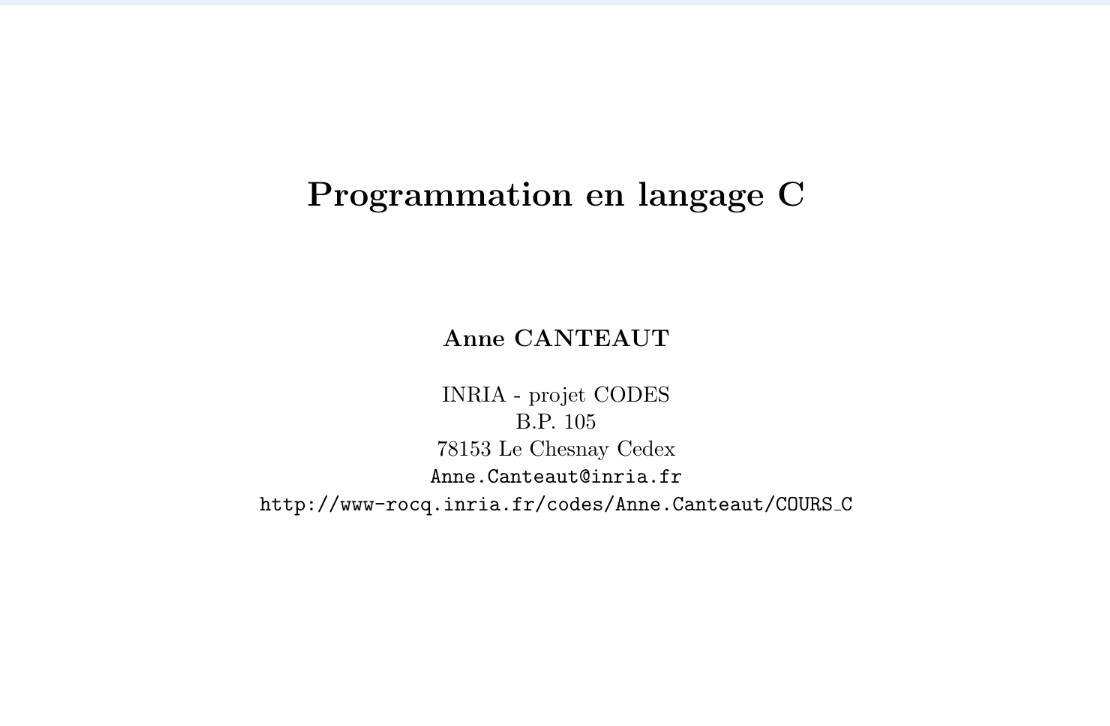 Programmation en langage C
Anne CANTEAUT
INRIA - projet CODES
B.P. 105
78153 Le Chesnay Cedex
Anne.Canteaut@inria.fr
http://www-rocq.inria.fr/codes/Anne.Canteaut/COURS_C